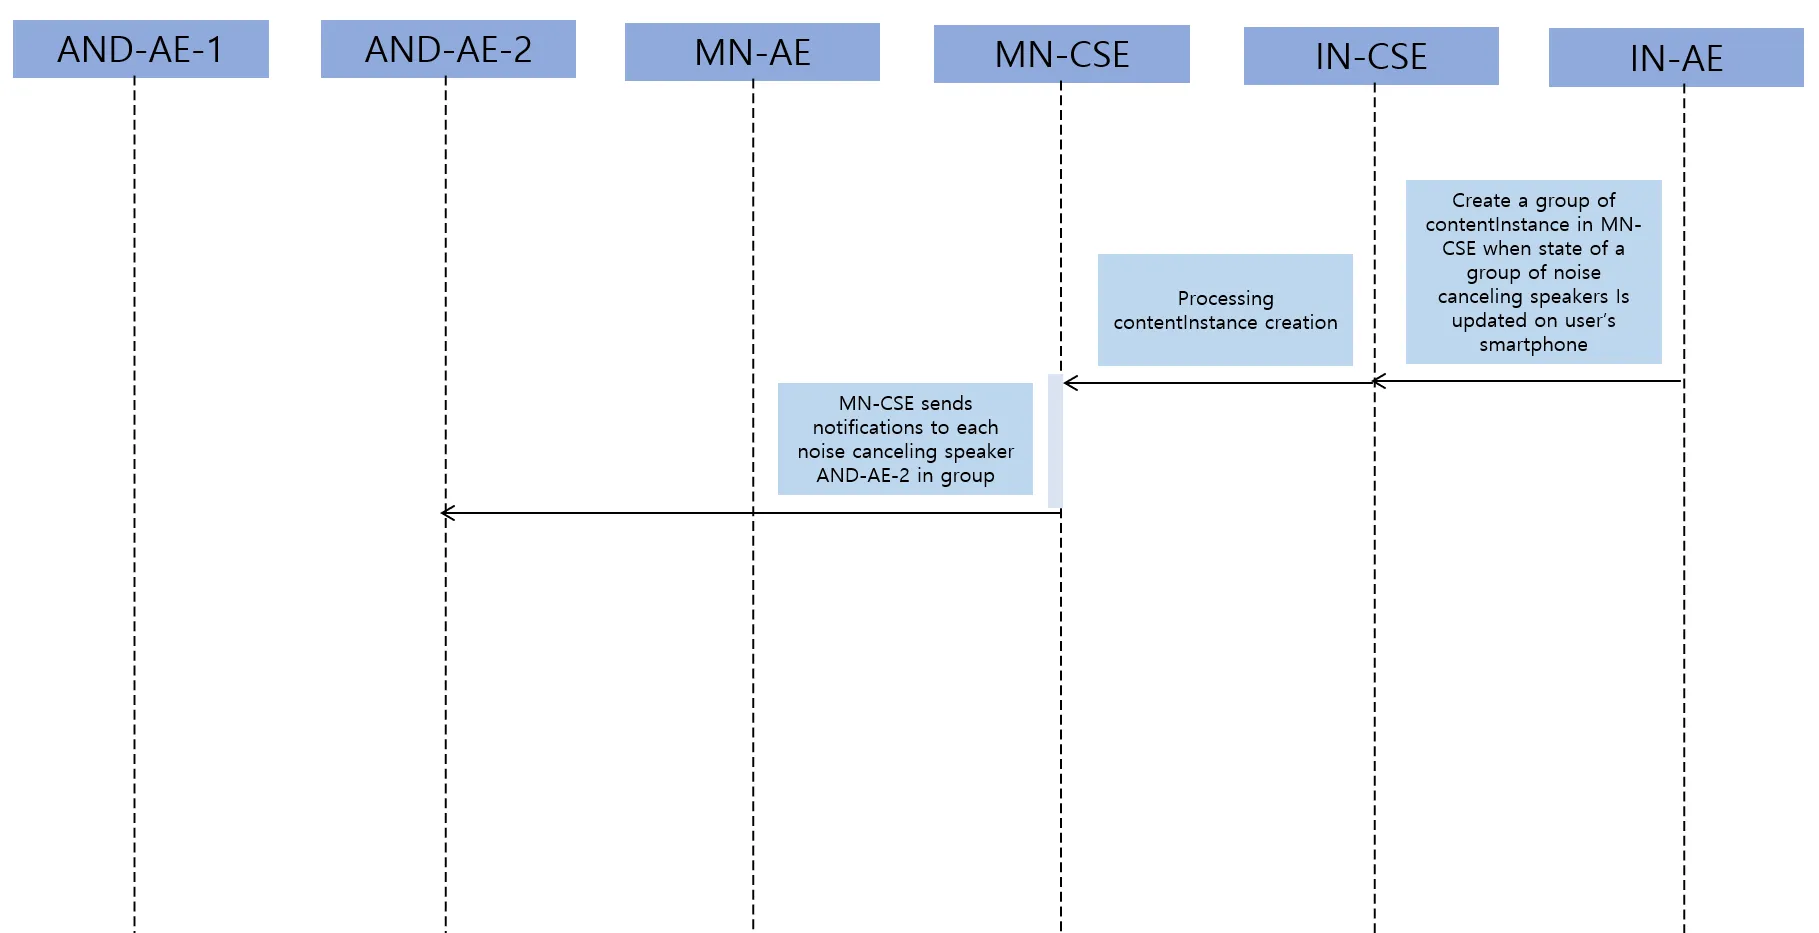 AND-AE-1
AND-AE-2
MN-AE
MN-CSE
IN-CSE
IN-AE
Create a group of
contentInstance in MN-
CSE when state of a
group of noise
canceling speakers Is
updated on user’s
smartphone
Processing
contentInstance creation
MN-CSE sends
notifications to each
noise canceling speaker
AND-AE-2 in group